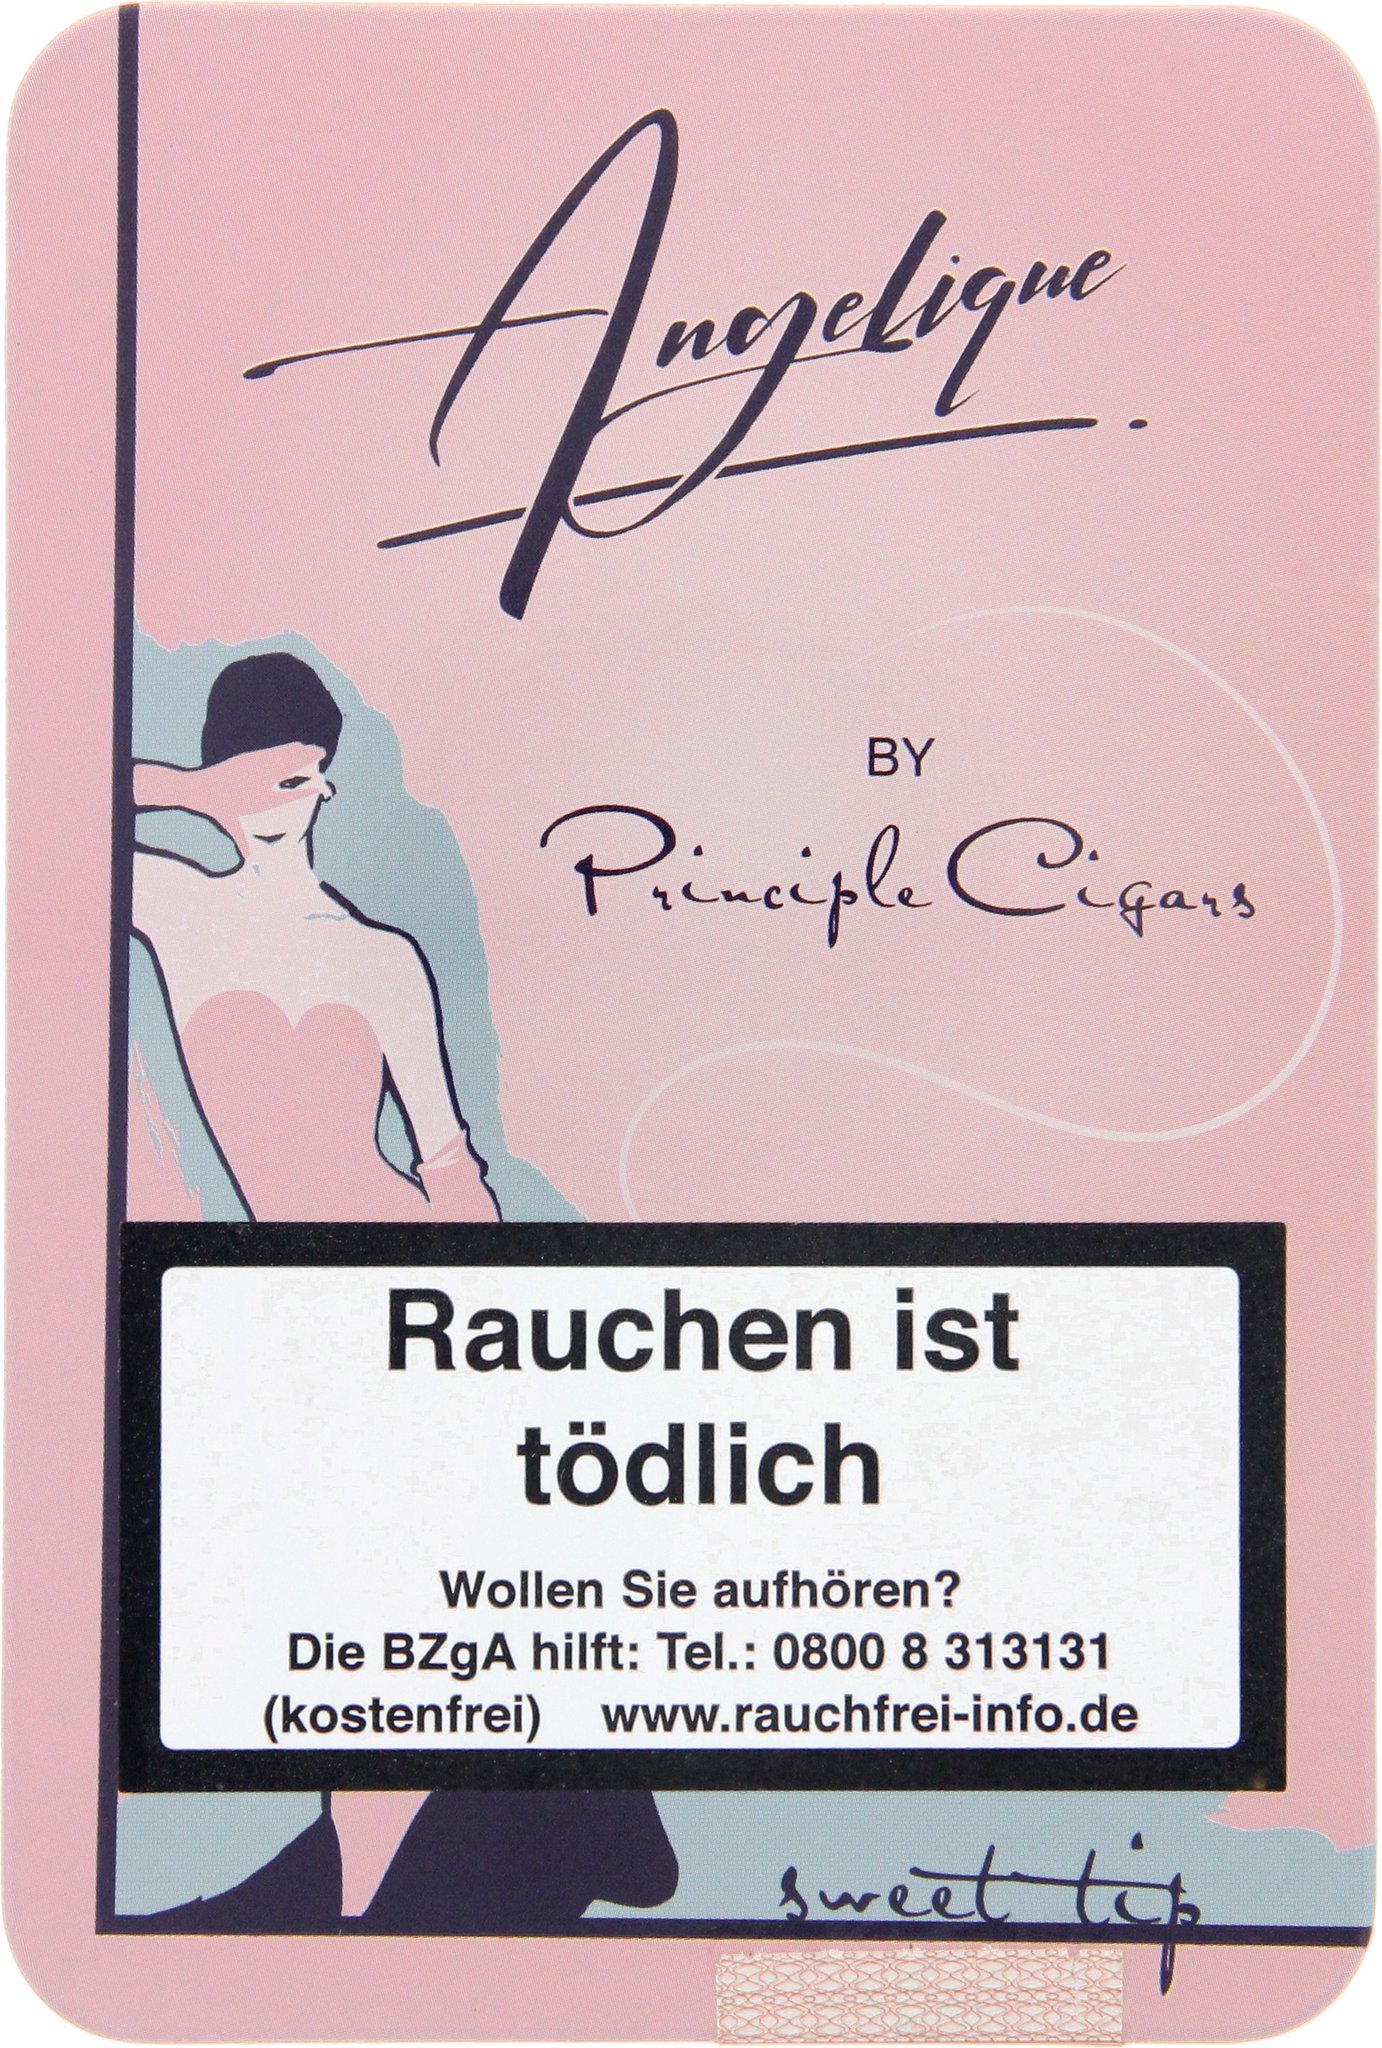 Angelique
BY
Principle Cigars
Rauchen ist
tödlich
Wollen Sie aufhören?
Die BZgA hilft: Tel.: 0800 8 313131
(kostenfrei) www.rauchfrei-info.de
sweet tip